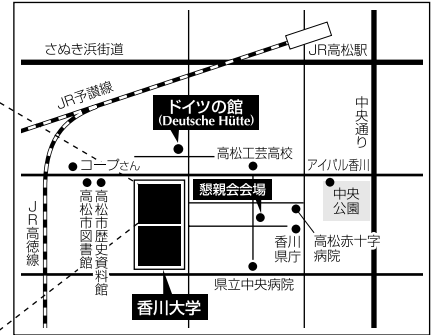 さぬき浜街道
JR高松駅
JR予讃線
中央通り
ドイツの館
(Deutsche Hütte)
高松工芸高校
アイパル香川
コープさん
懇親会会場
中央
公園
JR高徳線
高松市図書館
高松市歴史資料館
香川
県庁
高松赤十字
病院
県立中央病院
香川大学